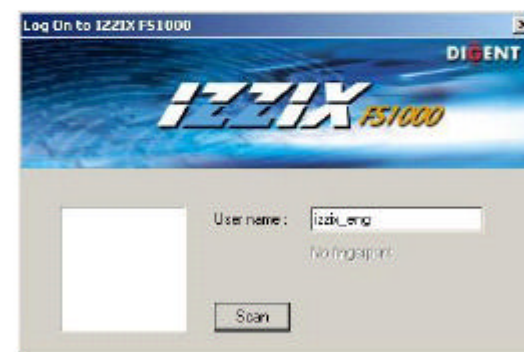 Log On to IZZIX FS1000
DIGENT
IZZIX FS1000
User name :
izzix_eng
No fingerprint
Scan